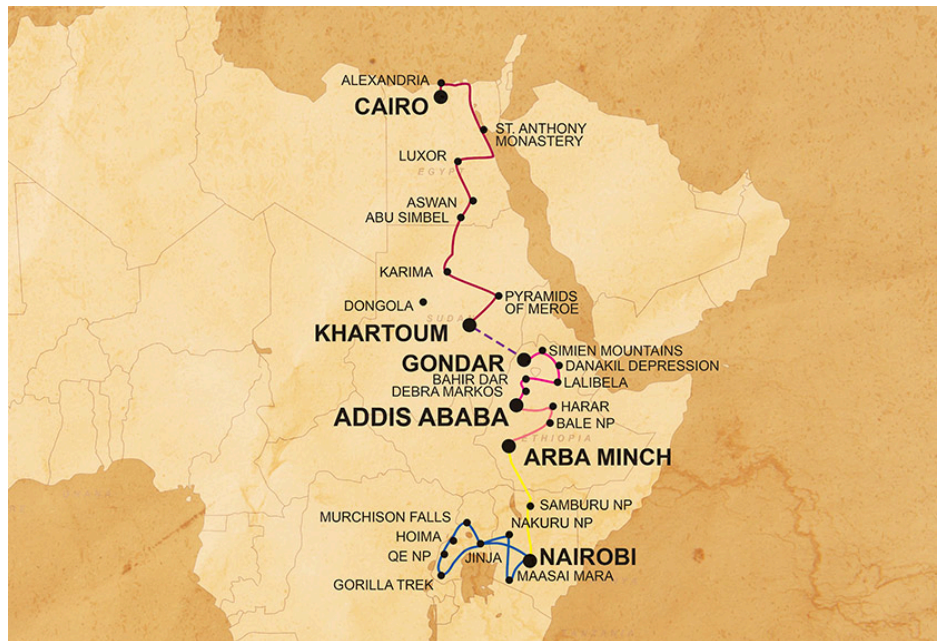 ALEXANDRIA
CAIRO
ST. ANTHONY
MONASTERY
LUXOR
EGYPT
ASWAN
ABU SIMBEL
KARIMA
PYRAMIDS
OF MEROE
DONGOLA
SUDAN
KHARTOUM
GONDAR
SIMIEN MOUNTAINS
DANAKIL DEPRESSION
BAHIR DAR
LALIBELA
DEBRA MARKOS
ADDIS ABABA
HARAR
BALE NP
ETHIOPIA
ARBA MINCH
SAMBURU NP
MURCHISON FALLS
NAKURU NP
HOIMA
QE NP
JINJA
NAIROBI
GORILLA TREK
MAASAI MARA